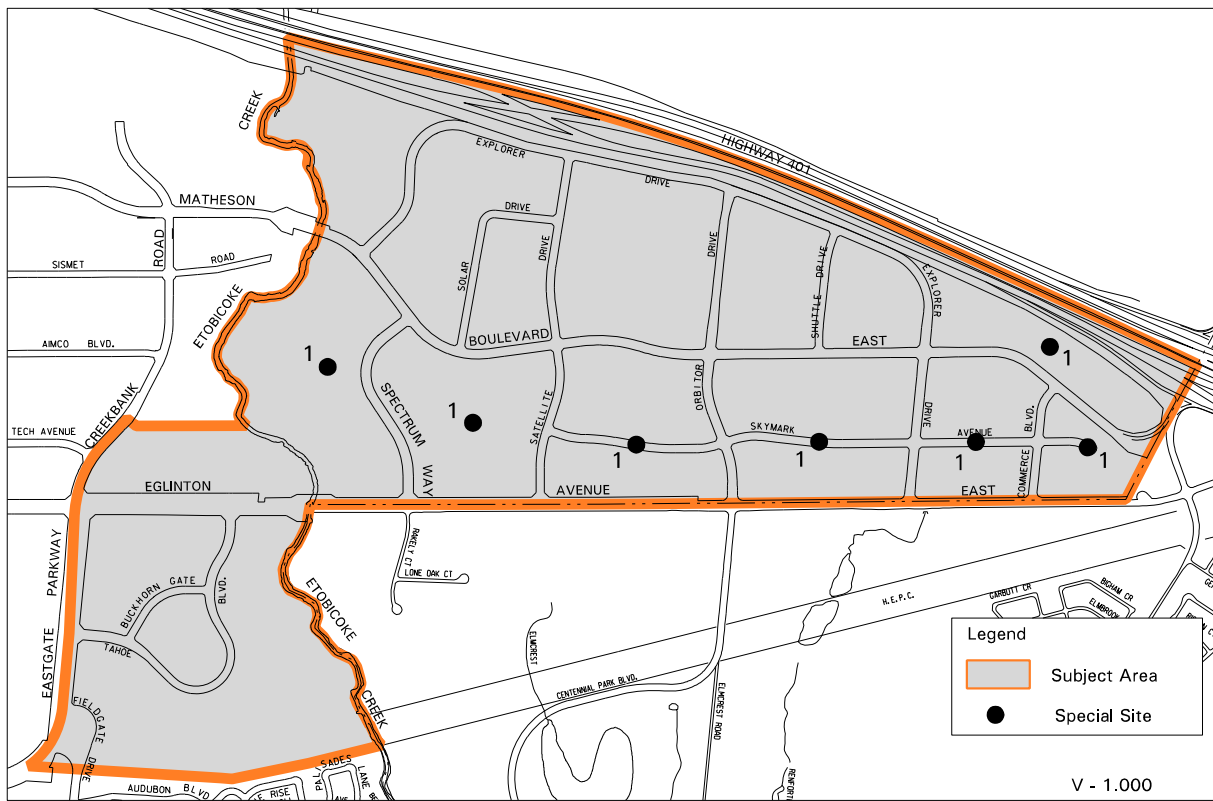 HIGHWAY 401
CREEK
EXPLORER
DRIVE
MATHESON
DRIVE
SOLAR
DRIVE
DRIVE
SHUTTLE DRIVE
EXPLORER
ROAD
SISMET
ROAD
ETOBICOKE
BOULEVARD
EAST
AIMCO BLVD.
1
1
CREEKBANK
SPECTRUM
WAY
1
SATELLITE
ORBITOR
DRIVE
BLVD.
TECH AVENUE
SKYMARK
AVENUE
1
1
1
1
COMMERCE
EGLINTON
AVENUE
EAST
PARKWAY
EASTGATE
BUCKHORN GATE
BLVD.
TAHOE
RAKELY CT
LONE OAK CT
ETOBICOKE
CREEK
H.E.P.C.
GARBUTT CR
BIGHAM CR
ELMBROOK
ELMCREST
CENTENNIAL PARK BLVD.
ELMCREST ROAD
FIELDGATE
DRIVE
PALISADES
LANE
AUDUBON BLVD
RISE
Legend
Subject Area
Special Site
V - 1.000